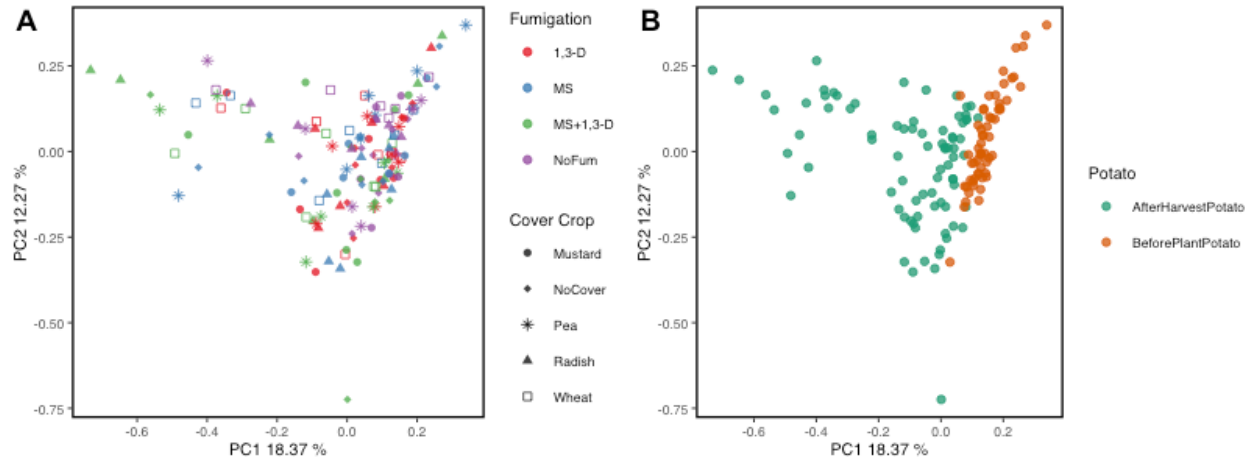 A
PC2 12.27 %
0.25
0.00
-0.25
-0.50
-0.75
-0.6
-0.4
-0.2
0.0
0.2
PC1 18.37 %
Fumigation
1,3-D
MS
MS+1,3-D
NoFum
Cover Crop
Mustard
NoCover
Pea
Radish
Wheat
B
PC2 12.27 %
0.25
0.00
-0.25
-0.50
-0.75
-0.6
-0.4
-0.2
0.0
0.2
PC1 18.37 %
Potato
AfterHarvestPotato
BeforePlantPotato